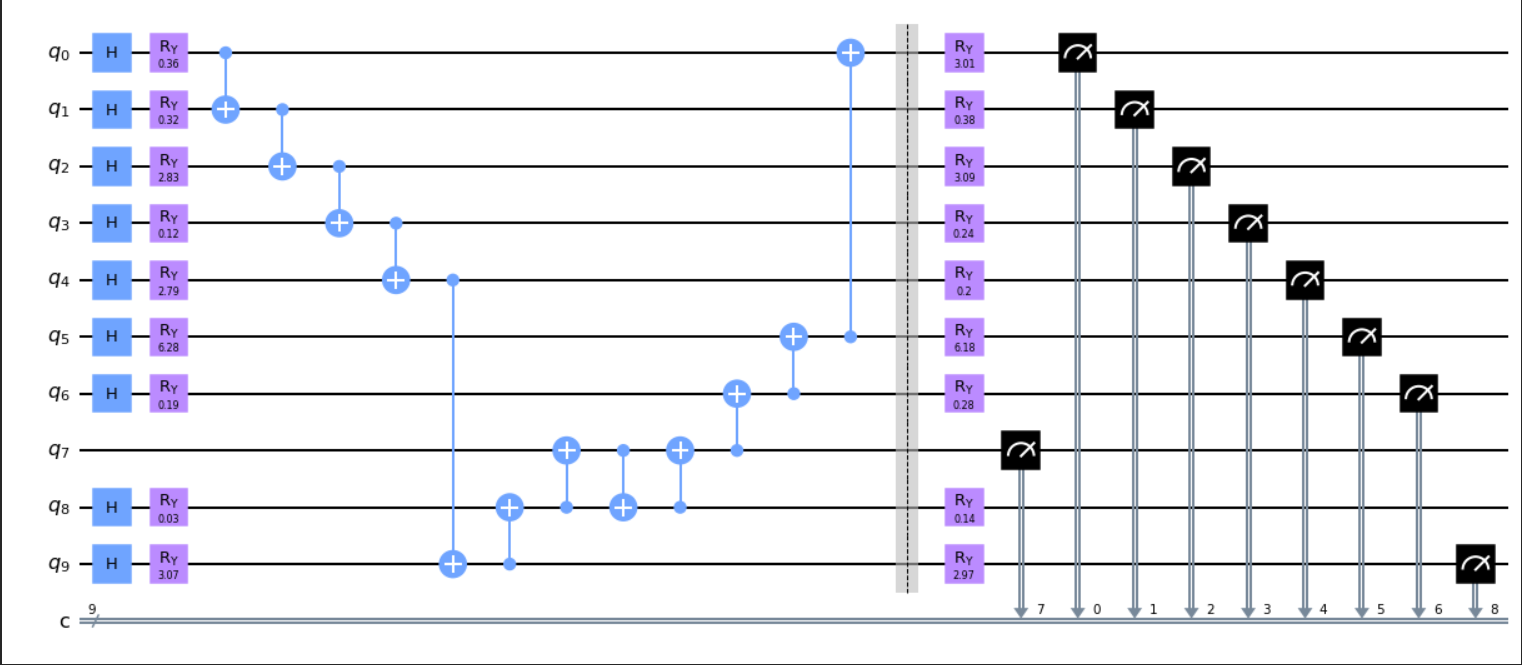 q0 H RY 0.36 RY 3.01
q1 H RY 0.32 RY 0.38
q2 H RY 2.83 RY 3.09
q3 H RY 0.12 RY 0.24
q4 H RY 2.79 RY 0.2
q5 H RY 6.28 RY 6.18
q6 H RY 0.19 RY 0.28
q7
q8 H RY 0.03 RY 0.14
q9 H RY 3.07 RY 2.97
c 9 7 0 1 2 3 4 5 6 8